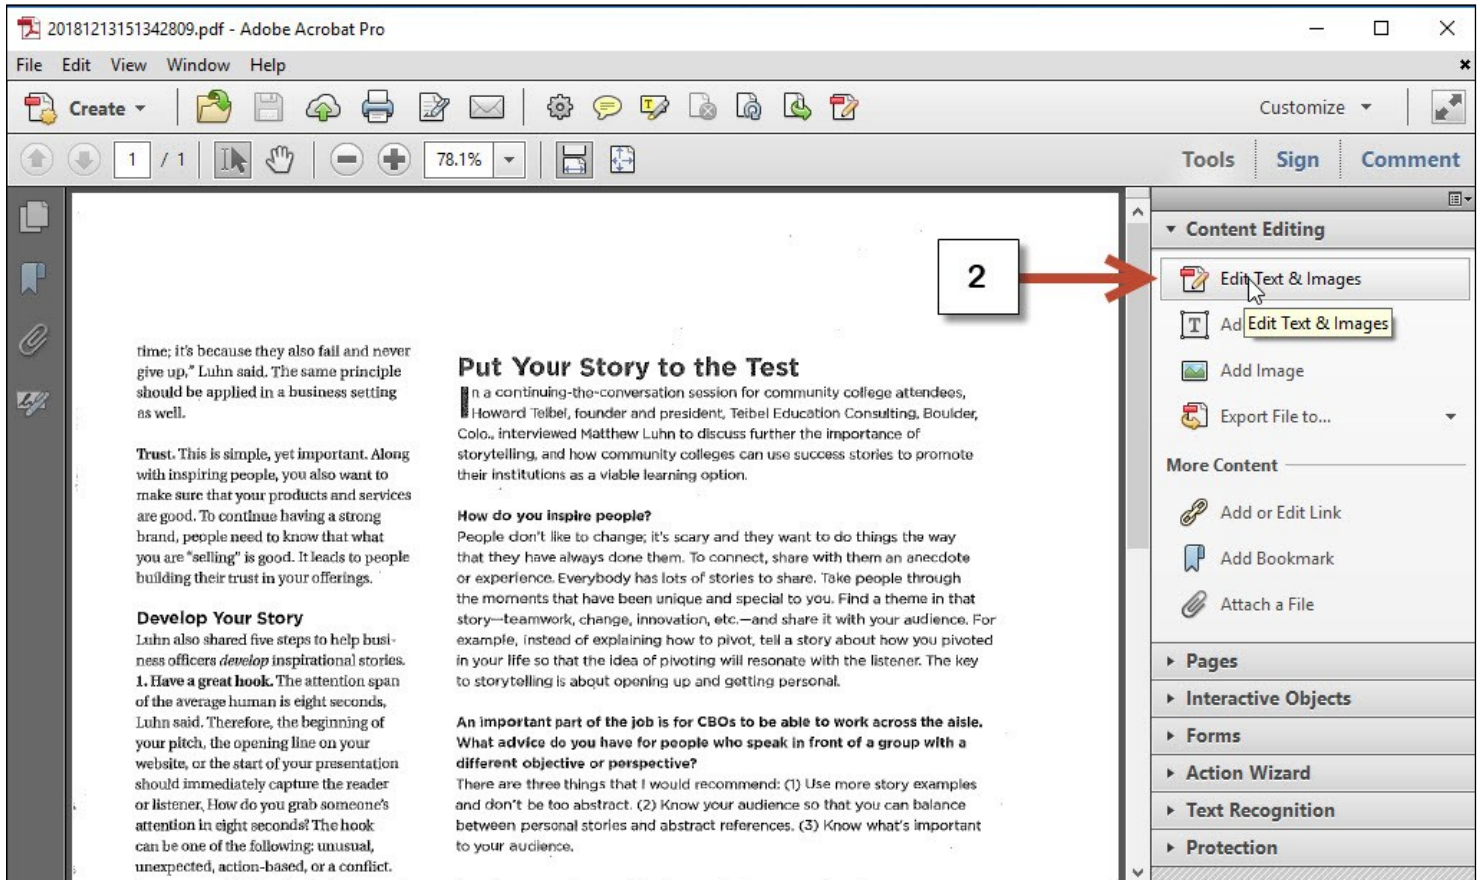 20181213151342809.pdf - Adobe Acrobat Pro
File Edit View Window Help
Create
Customize
1 / 1
78.1%
Tools Sign Comment
time; it's because they also fail and never
give up," Luhn said. The same principle
should be applied in a business setting
as well.
Trust. This is simple, yet important. Along
with inspiring people, you also want to
make sure that your products and services
are good. To continue having a strong
brand, people need to know that what
you are "selling" is good. It leads to people
building their trust in your offerings.
Develop Your Story
Luhn also shared five steps to help busi-
ness officers develop inspirational stories.
1. Have a great hook. The attention span
of the average human is eight seconds,
Luhn said. Therefore, the beginning of
your pitch, the opening line on your
website, or the start of your presentation
should immediately capture the reader
or listener. How do you grab someone's
attention in eight seconds? The hook
can be one of the following: unusual,
unexpected, action-based, or a conflict.
Put Your Story to the Test
In a continuing-the-conversation session for community college attendees,
Howard Teibel, founder and president, Teibel Education Consulting, Boulder,
Colo., interviewed Matthew Luhn to discuss further the importance of
storytelling, and how community colleges can use success stories to promote
their institutions as a viable learning option.
How do you inspire people?
People don't like to change; it's scary and they want to do things the way
that they have always done them. To connect, share with them an anecdote
or experience. Everybody has lots of stories to share. Take people through
the moments that have been unique and special to you. Find a theme in that
story—teamwork, change, innovation, etc.—and share it with your audience. For
example, instead of explaining how to pivot, tell a story about how you pivoted
in your life so that the idea of pivoting will resonate with the listener. The key
to storytelling is about opening up and getting personal.
An important part of the job is for CBOs to be able to work across the aisle.
What advice do you have for people who speak in front of a group with a
different objective or perspective?
There are three things that I would recommend: (1) Use more story examples
and don't be too abstract. (2) Know your audience so that you can balance
between personal stories and abstract references. (3) Know what's important
to your audience.
2
Content Editing
Edit Text & Images
Ad
Edit Text & Images
Add Image
Export File to...
More Content
Add or Edit Link
Add Bookmark
Attach a File
Pages
Interactive Objects
Forms
Action Wizard
Text Recognition
Protection